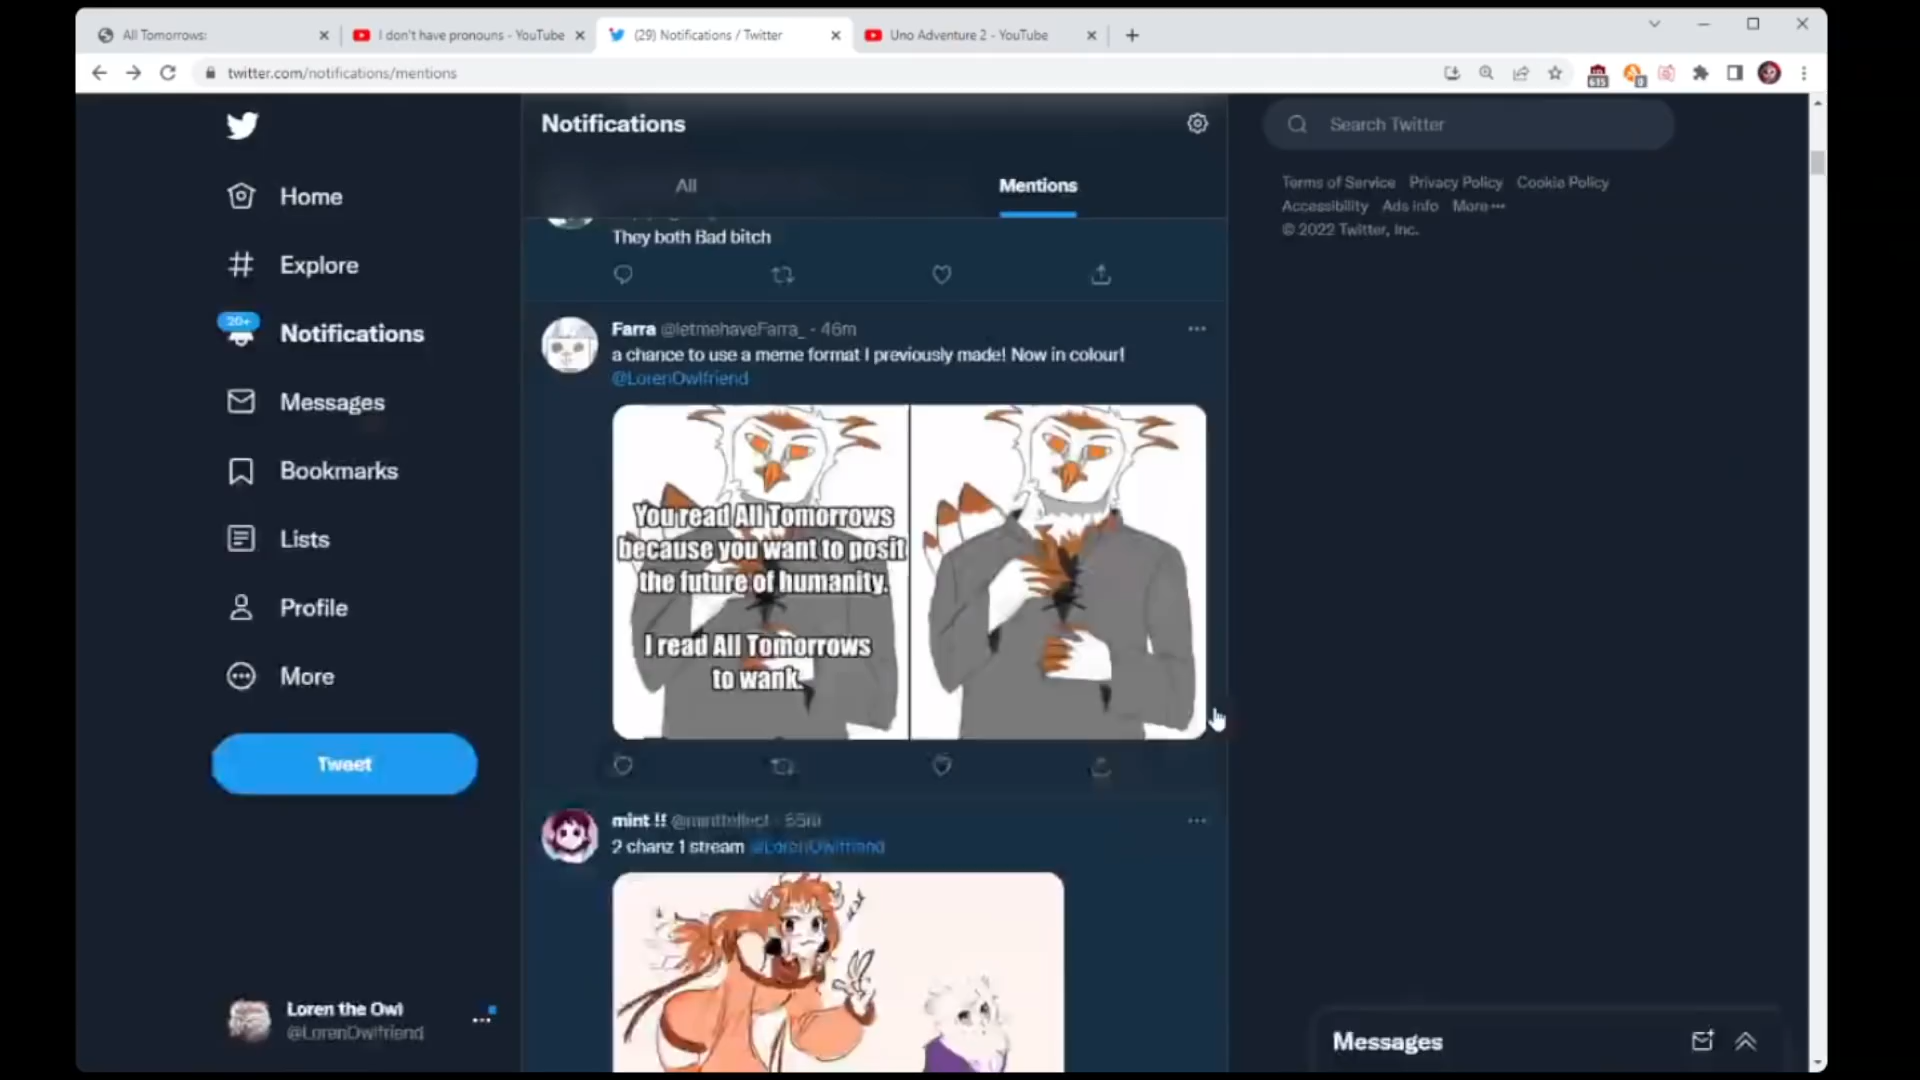 All Tomorrows:
I don't have pronouns - YouTube
(29) Notifications / Twitter
Uno Adventure 2 - YouTube
twitter.com/notifications/mentions
635
0
Notifications
Search Twitter
All
Mentions
Terms of Service Privacy Policy Cookie Policy
Accessibility Ads info More
© 2022 Twitter, Inc.
Home
Explore
20+
Notifications
Messages
Bookmarks
Lists
Profile
More
Tweet
Loren the Owl
@LorenOwlfriend
They both Bad bitch
Farra @letmehaveFarra_ - 46m
a chance to use a meme format I previously made! Now in colour!
@LorenOwlfriend
You read All Tomorrows
because you want to posit
the future of humanity.
I read All Tomorrows
to wank.
mint !! 55m
2 chanz 1 stream @LorenOwlfriend
Messages